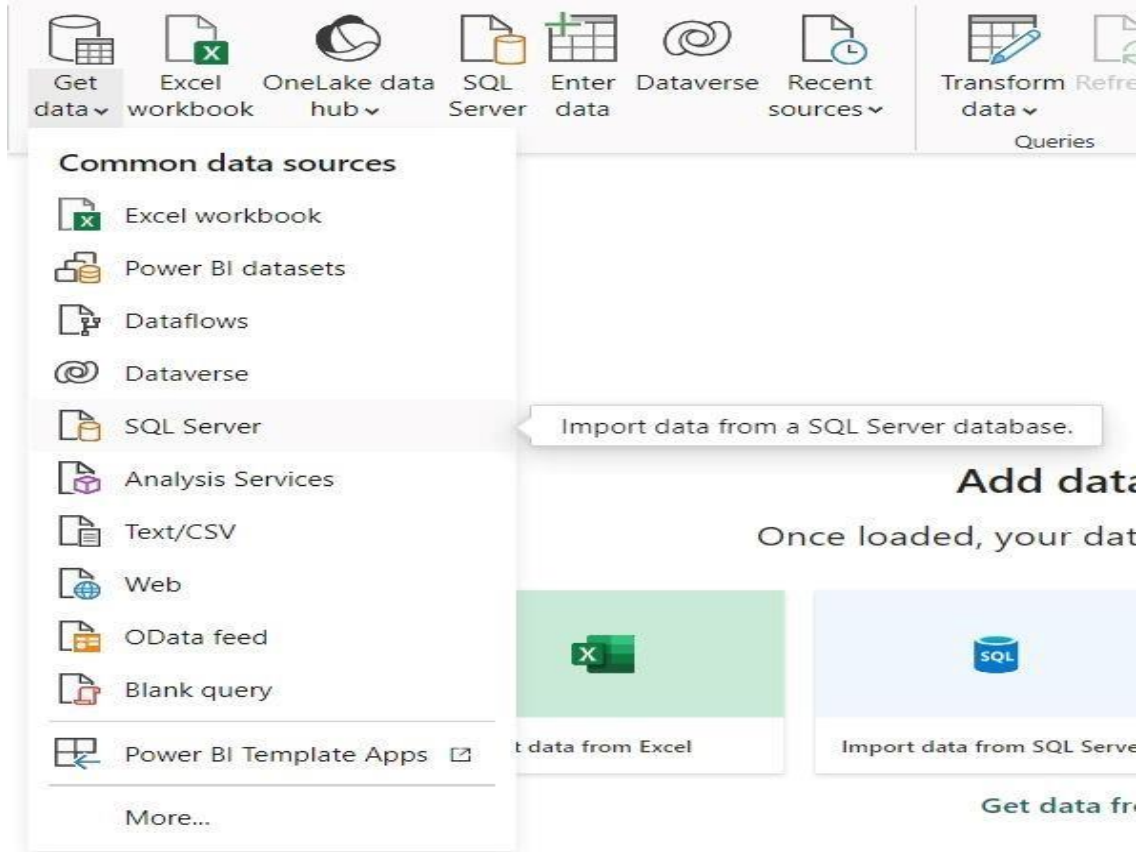 Get data
Excel workbook
OneLake data hub
SQL Server
Enter data
Dataverse
Recent sources
Transform data
Refre
Queries
Common data sources
Excel workbook
Power BI datasets
Dataflows
Dataverse
SQL Server
Import data from a SQL Server database.
Analysis Services
Text/CSV
Web
OData feed
Blank query
Power BI Template Apps
More...
Add data
Once loaded, your dat
X
SQL
t data from Excel
Import data from SQL Serve
Get data fr